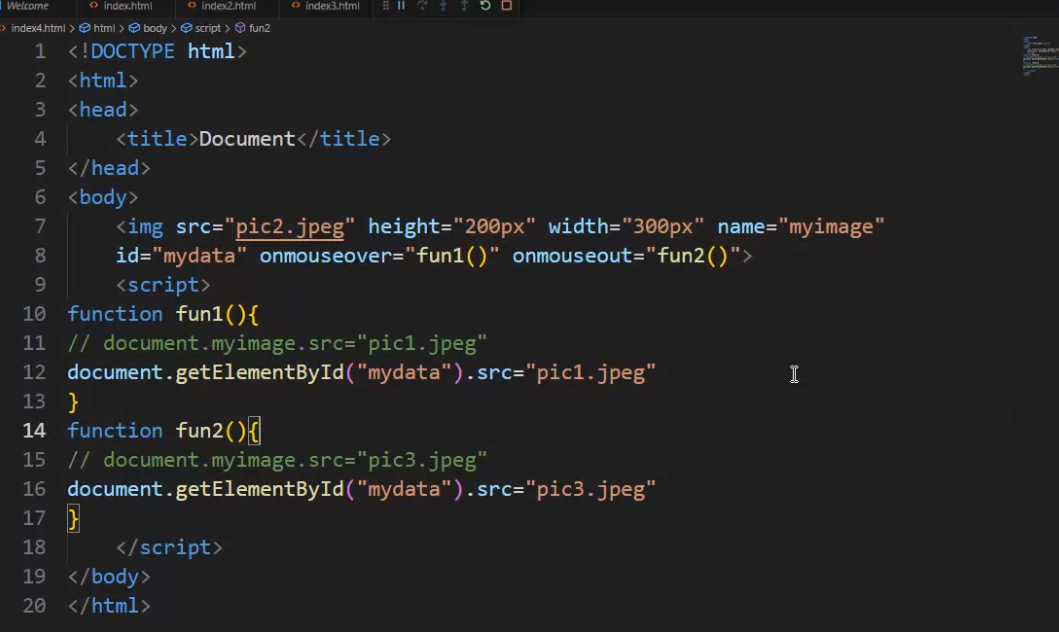 Welcome index.html index2.html index3.html
index4.html > html > body > script > fun2
1 <!DOCTYPE html>
2 <html>
3 <head>
4     <title>Document</title>
5 </head>
6 <body>
7     <img src="pic2.jpeg" height="200px" width="300px" name="myimage"
8     id="mydata" onmouseover="fun1()" onmouseout="fun2()">
9     <script>
10 function fun1(){
11 // document.myimage.src="pic1.jpeg"
12 document.getElementById("mydata").src="pic1.jpeg"
13 }
14 function fun2(){
15 // document.myimage.src="pic3.jpeg"
16 document.getElementById("mydata").src="pic3.jpeg"
17 }
18     </script>
19 </body>
20 </html>